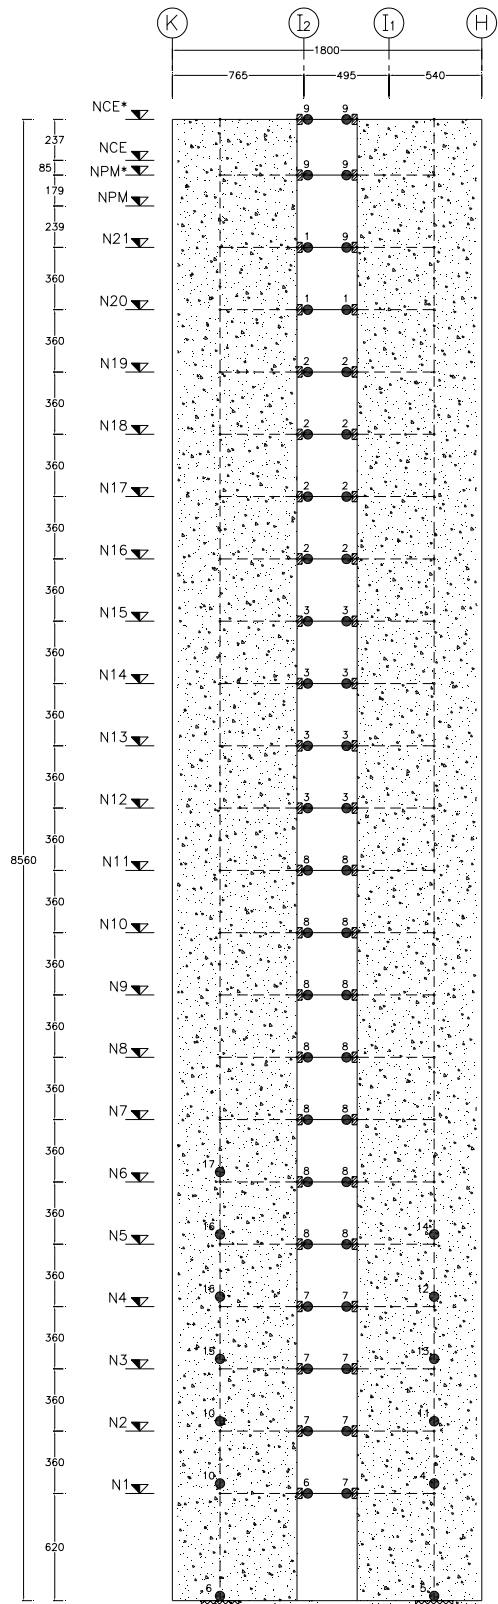 K I2 I1 H
1800
765 495 540
NCE* 9 9
237
NCE
85 NPM* 9 9
179
NPM
239
N21 1 9
360
N20 1 1
360
N19 2 2
360
N18 2 2
360
N17 2 2
360
N16 2 2
360
N15 3 3
360
N14 3 3
360
N13 3 3
360
N12 3 3
360
8560
N11 8 8
360
N10 8 8
360
N9 8 8
360
N8 8 8
360
N7 8 8
360
17
N6 8 8
360
16 14
N5 8 8
360
16 12
N4 7 7
360
15 13
N3 7 7
360
10 11
N2 7 7
360
10 4
N1 6 7
620
6 5